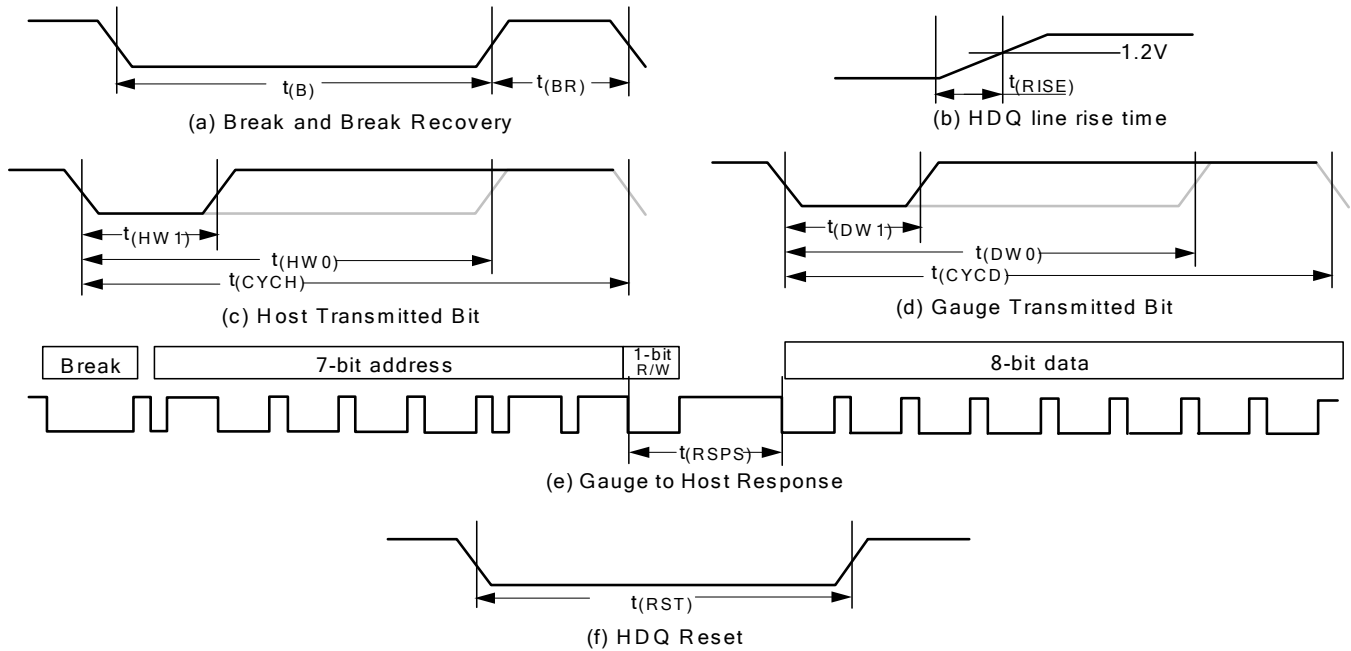 t(B)
t(BR)
(a) Break and Break Recovery
1.2V
t(RISE)
(b) HDQ line rise time
t(HW1)
t(HW0)
t(CYCH)
(c) Host Transmitted Bit
t(DW1)
t(DW0)
t(CYCD)
(d) Gauge Transmitted Bit
Break
7-bit address
1-bit
R/W
8-bit data
t(RSPS)
(e) Gauge to Host Response
t(RST)
(f) HDQ Reset